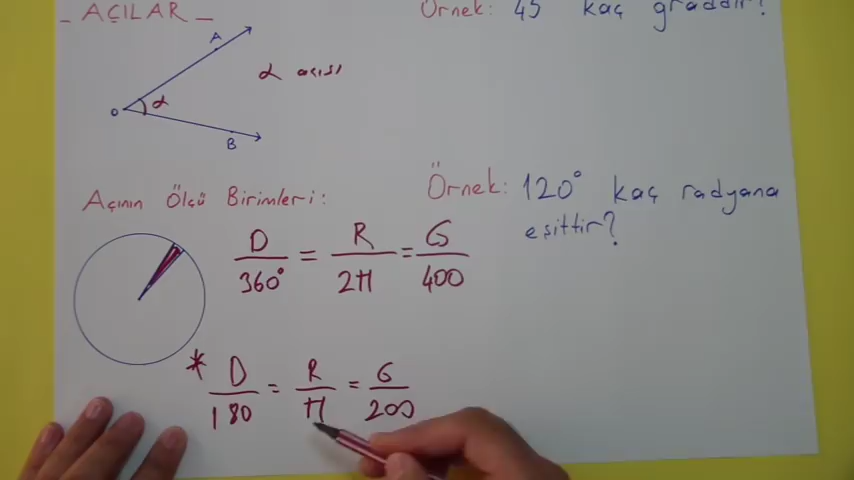 _ AÇILAR _
A
O
α
B
α açısı
Örnek: 45 kaç graddır?
Açının Ölçü Birimleri:
D/360° = R/2π = G/400
* D/180 = R/π = G/200
Örnek: 120° kaç radyana
eşittir?